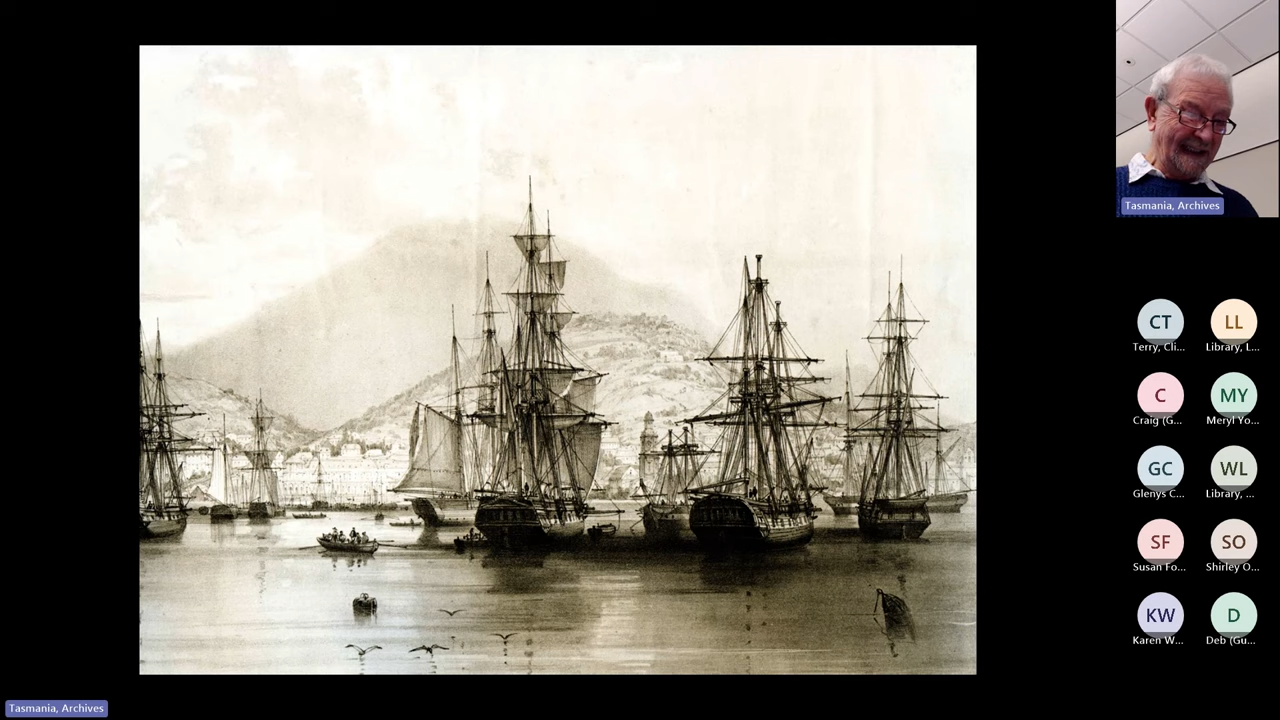 Tasmania, Archives
CT
LL
Terry, Cli...
Library, L...
C
MY
Craig (G...
Meryl Yo...
GC
WL
Glenys C...
Library, ...
SF
SO
Susan Fo...
Shirley O...
KW
D
Karen W...
Deb (Gu...
Tasmania, Archives